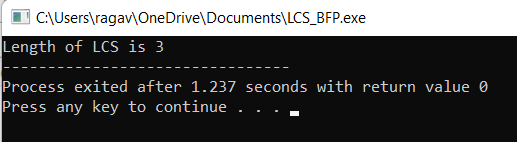 C:\Users\ragav\OneDrive\Documents\LCS_BFP.exe
Length of LCS is 3
--------------------------------
Process exited after 1.237 seconds with return value 0
Press any key to continue . . .